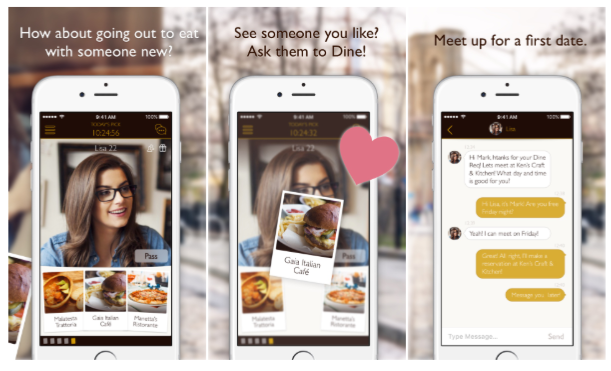 How about going out to eat
with someone new?
9:41 AM
100%
TODAY'S PICK
10:24:56
Lisa 22
Pass
Malatesta
Trattoria
Gaia Italian
Café
Manetta's
Ristorante
See someone you like?
Ask them to Dine!
9:41 AM
100%
TODAY'S PICK
10:24:32
Lisa 22
Pass
Gaia Italian
Café
Malatesta
Trattoria
Manetta's
Ristorante
Meet up for a first date.
9:41 AM
100%
Lisa
Hi Mark, thanks for your Dine
Req! Lets meet at Ken's Craft
& Kitchen! What day and time
is good for you?
Hi Lisa, it's Mark! Are you free
Friday night?
Yeah! I can meet on Friday!
Great! All right, I'll make a
reservation at Ken's Craft &
Kitchen!
Message you later!
Type Message...
Send